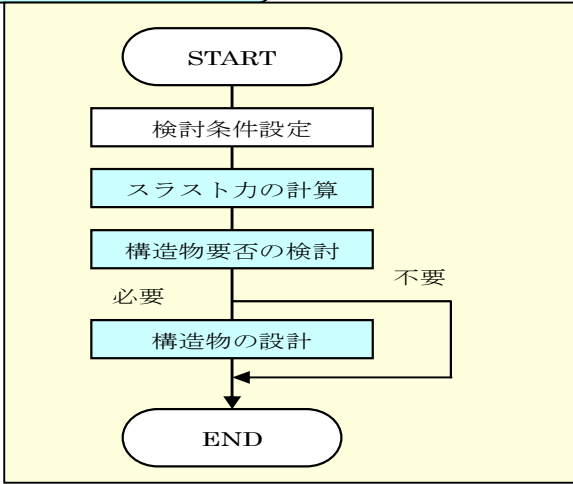 START
検討条件設定
スラスト力の計算
構造物要否の検討
不要
必要
構造物の設計
END